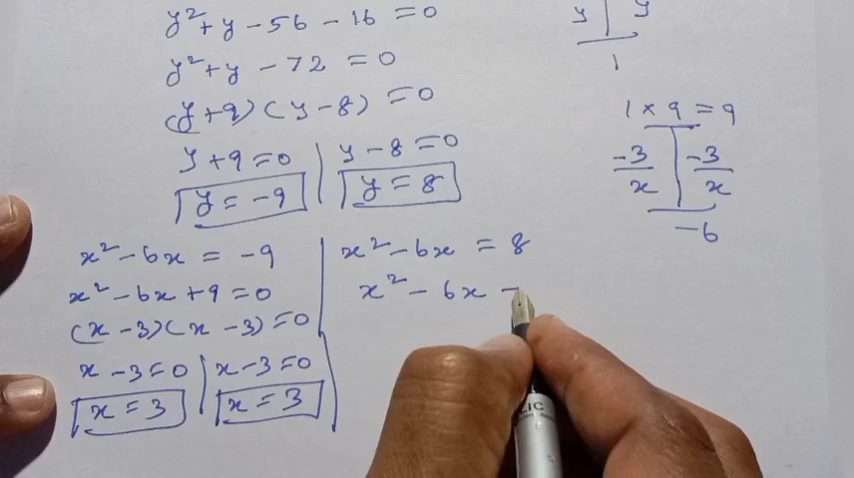 y² + y - 56 - 16 = 0
y² + y - 72 = 0
(y + 9) (y - 8) = 0
y + 9 = 0 | y - 8 = 0
y = -9 | y = 8
x² - 6x = -9
x² - 6x + 9 = 0
(x - 3)(x - 3) = 0
x - 3 = 0 | x - 3 = 0
x = 3 | x = 3
x² - 6x = 8
x² - 6x -
y | y
1
1 × 9 = 9
-3/x | -3/x
-6
LIC